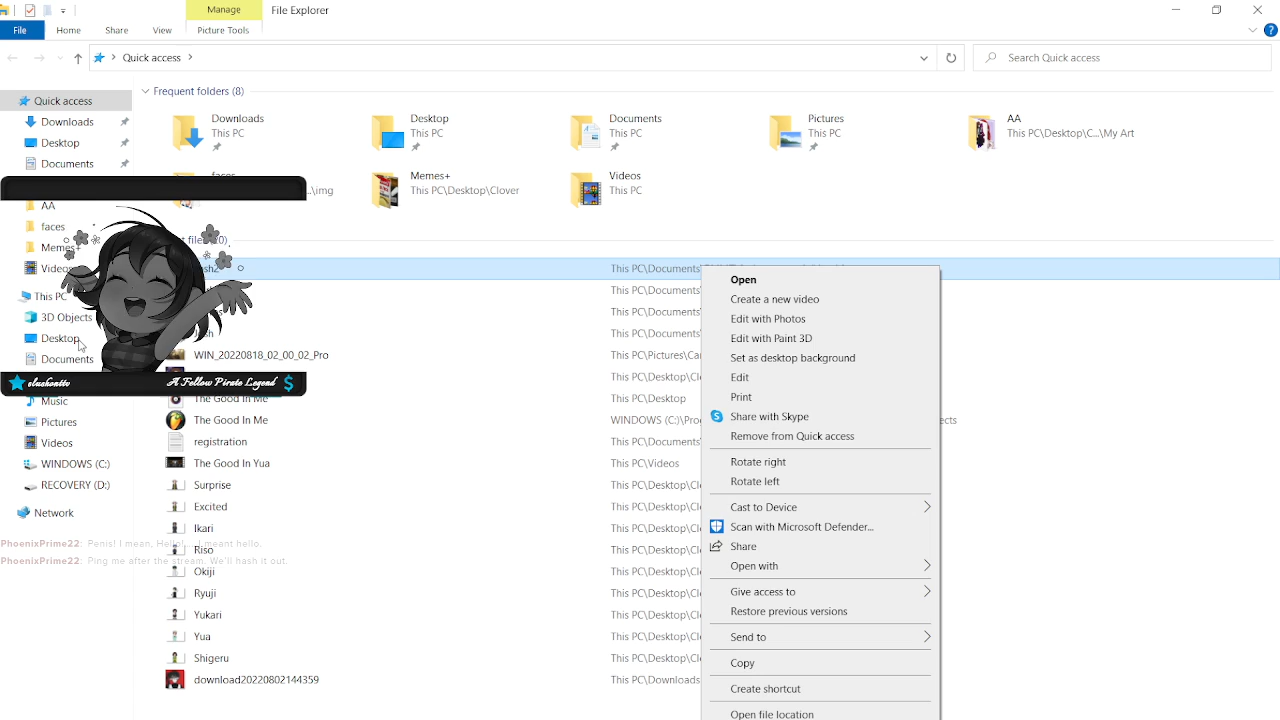 Manage
File Explorer
File
Home
Share
View
Picture Tools
Quick access
Search Quick access
Quick access
Downloads
Desktop
Documents
AA
faces
Memes+
Videos
This PC
3D Objects
Desktop
Documents
Music
Pictures
Videos
WINDOWS (C:)
RECOVERY (D:)
Network
Frequent folders (8)
Downloads
This PC
Desktop
This PC
Documents
This PC
Pictures
This PC
AA
This PC\Desktop\C...\My Art
faces
...\img
Memes+
This PC\Desktop\Clover
Videos
This PC
This PC\Documents\
This PC\Documents\
This PC\Documents\
This PC\Documents\
WIN_20220818_02_00_02_Pro
This PC\Pictures\Ca
This PC\Desktop\Cl
The Good In Me
This PC\Desktop
The Good In Me
WINDOWS (C:)\Pro
ects
registration
This PC\Documents\
The Good In Yua
This PC\Videos
Surprise
This PC\Desktop\Cl
Excited
This PC\Desktop\Cl
Ikari
This PC\Desktop\Cl
Riso
This PC\Desktop\Cl
Okiji
This PC\Desktop\Cl
Ryuji
This PC\Desktop\Cl
Yukari
This PC\Desktop\Cl
Yua
This PC\Desktop\Cl
Shigeru
This PC\Desktop\Cl
download20220802144359
This PC\Downloads
Open
Create a new video
Edit with Photos
Edit with Paint 3D
Set as desktop background
Edit
Print
Share with Skype
Remove from Quick access
Rotate right
Rotate left
Cast to Device
Scan with Microsoft Defender...
Share
Open with
Give access to
Restore previous versions
Send to
Copy
Create shortcut
Open file location
elushontv
A Fellow Pirate Legend $
PhoenixPrime22: Penis! I mean, Hello!... I meant hello.
PhoenixPrime22: Ping me after the stream. We'll hash it out.